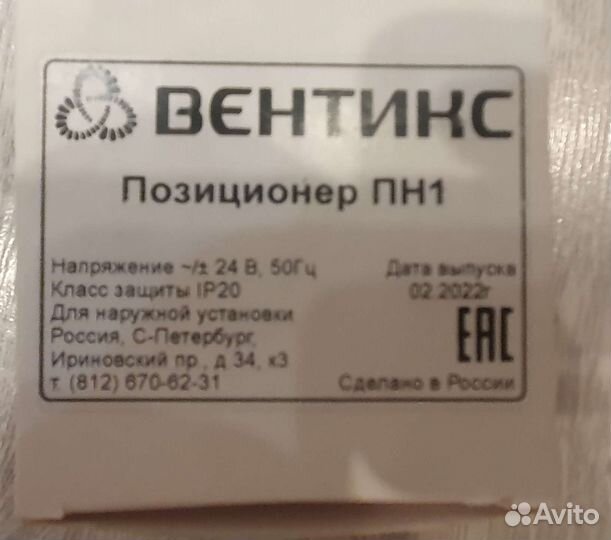 ВЕНТИКС
Позиционер ПН1
Напряжение ~/± 24 В, 50Гц
Класс защиты IP20
Для наружной установки
Россия, С-Петербург,
Ириновский пр., д 34, к3
т. (812) 670-62-31
Дата выпуска
02.2022г
EAC
Сделано в России
Avito